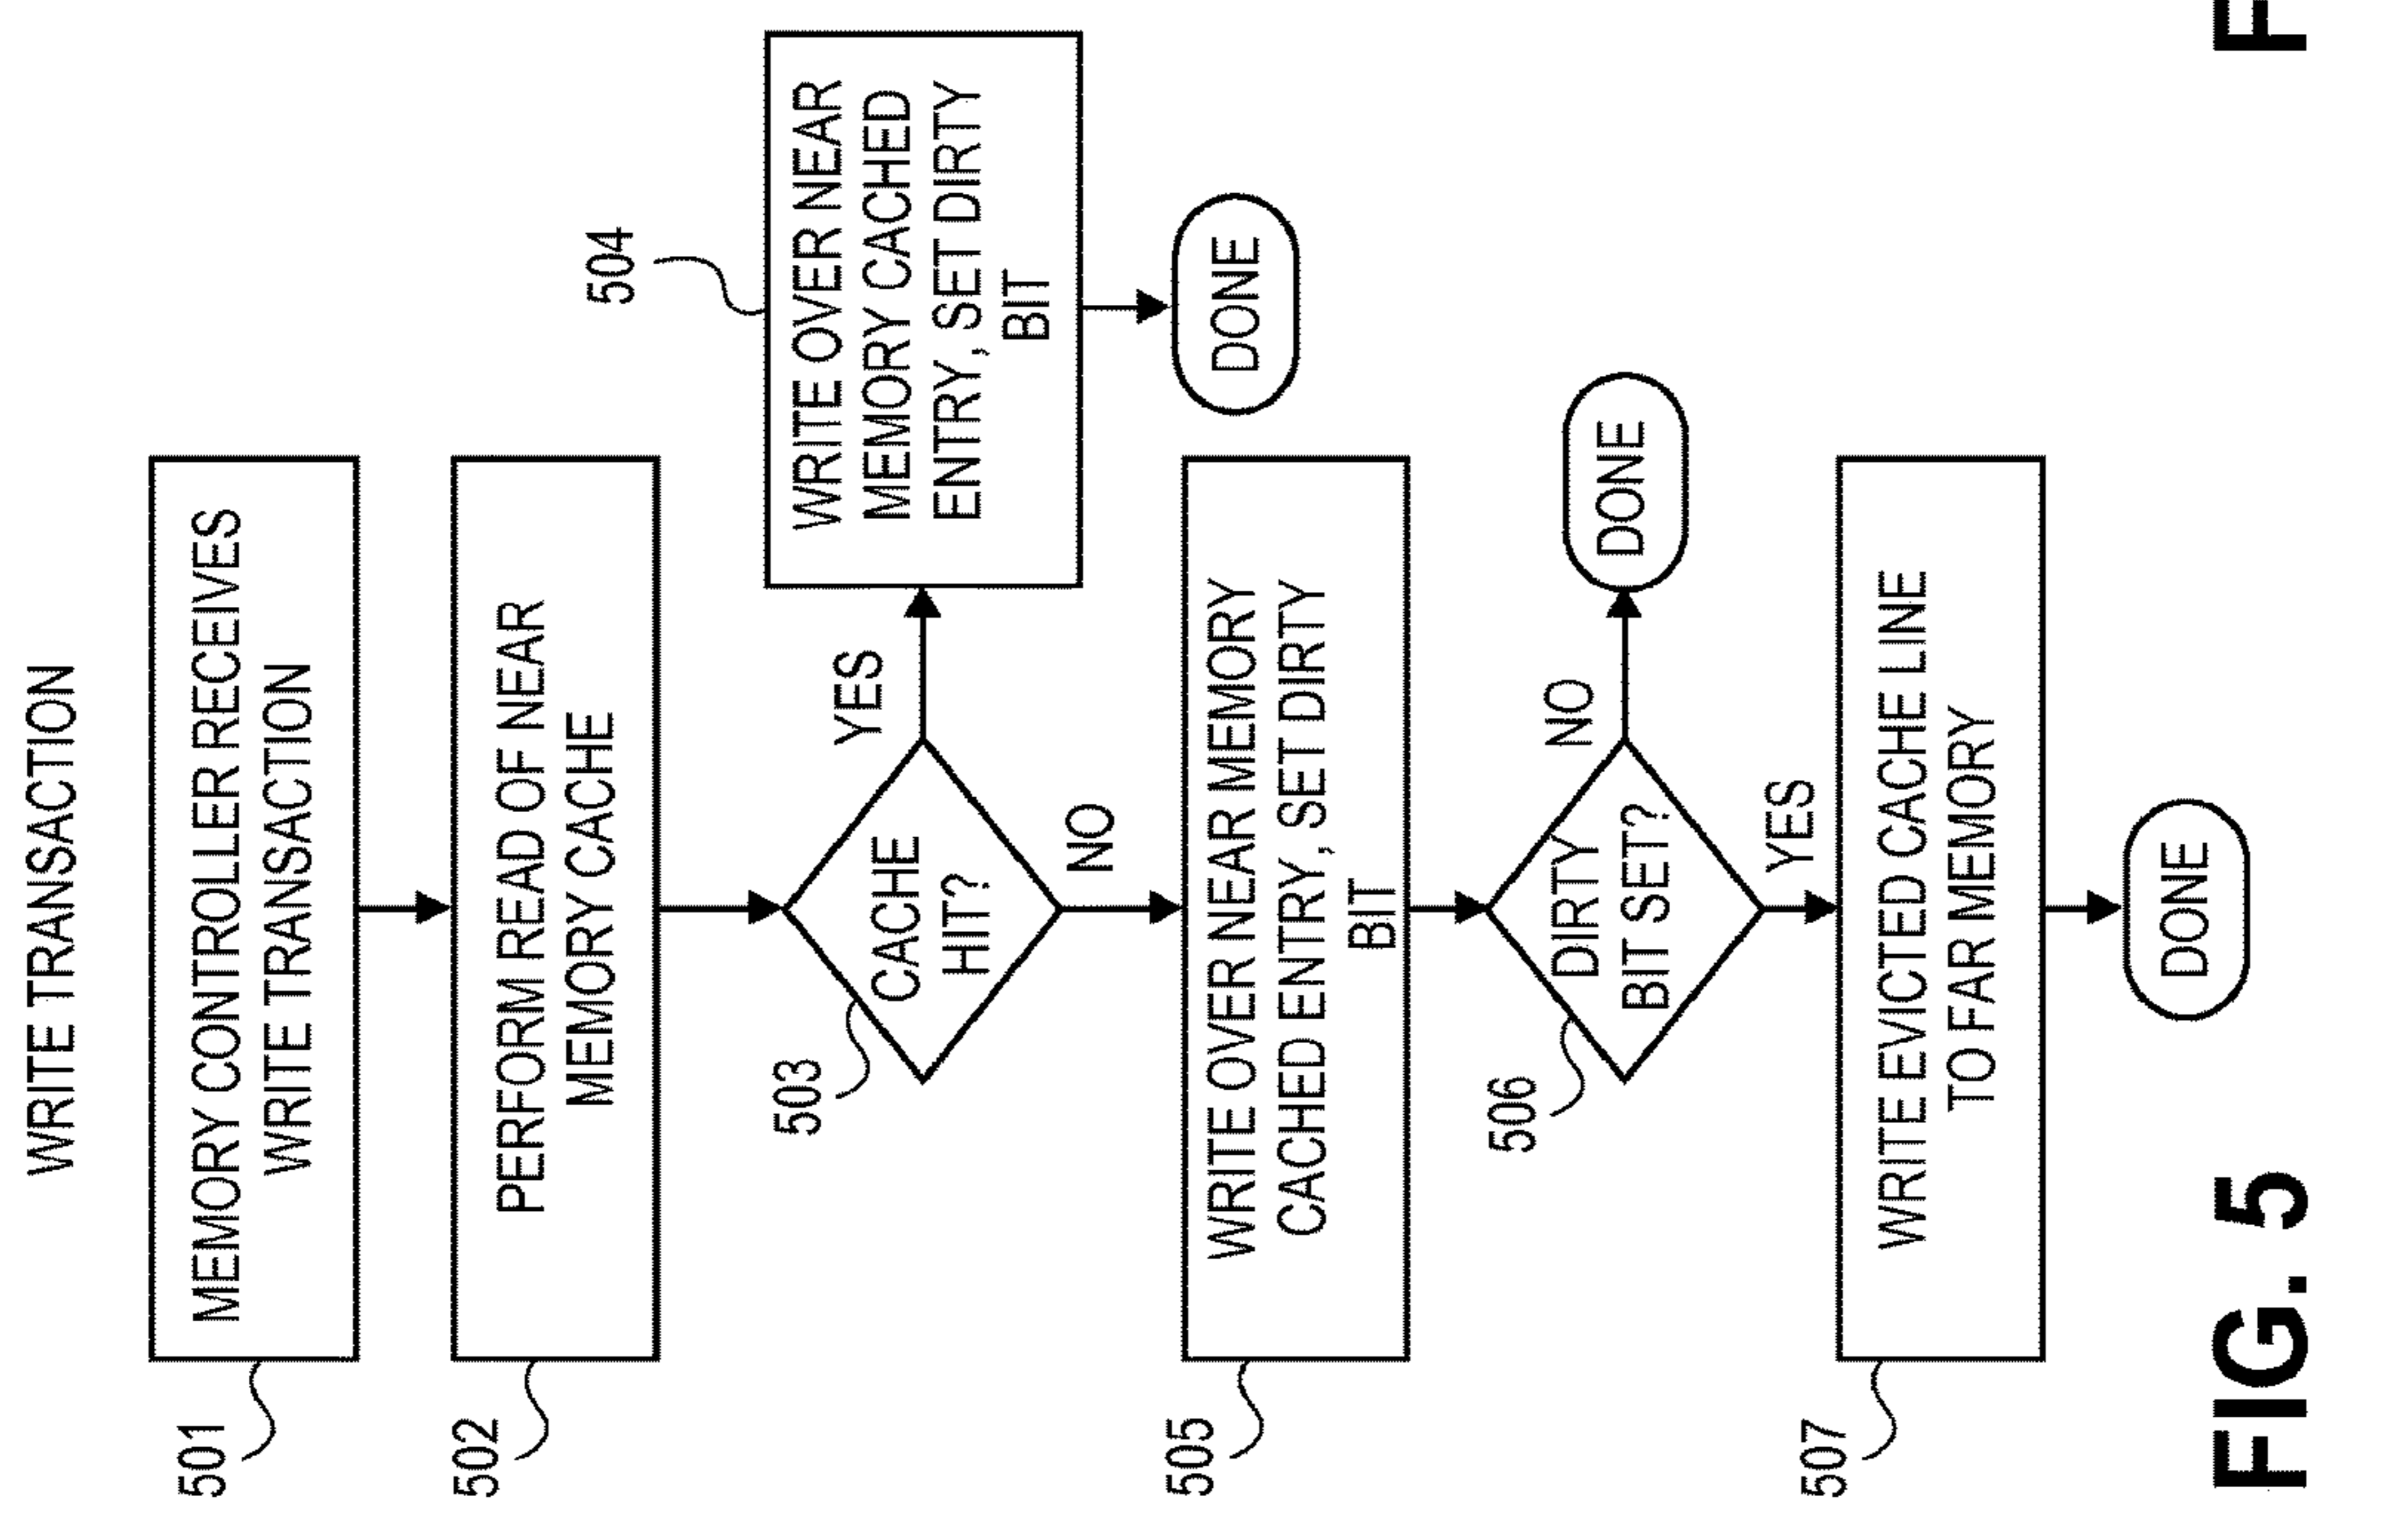 WRITE TRANSACTION
501
MEMORY CONTROLLER RECEIVES
WRITE TRANSACTION
502
PERFORM READ OF NEAR
MEMORY CACHE
503
CACHE
HIT?
YES
504
WRITE OVER NEAR
MEMORY CACHED
ENTRY, SET DIRTY
BIT
DONE
NO
505
WRITE OVER NEAR MEMORY
CACHED ENTRY, SET DIRTY
BIT
506
DIRTY
BIT SET?
NO
DONE
YES
507
WRITE EVICTED CACHE LINE
TO FAR MEMORY
DONE
FIG. 5